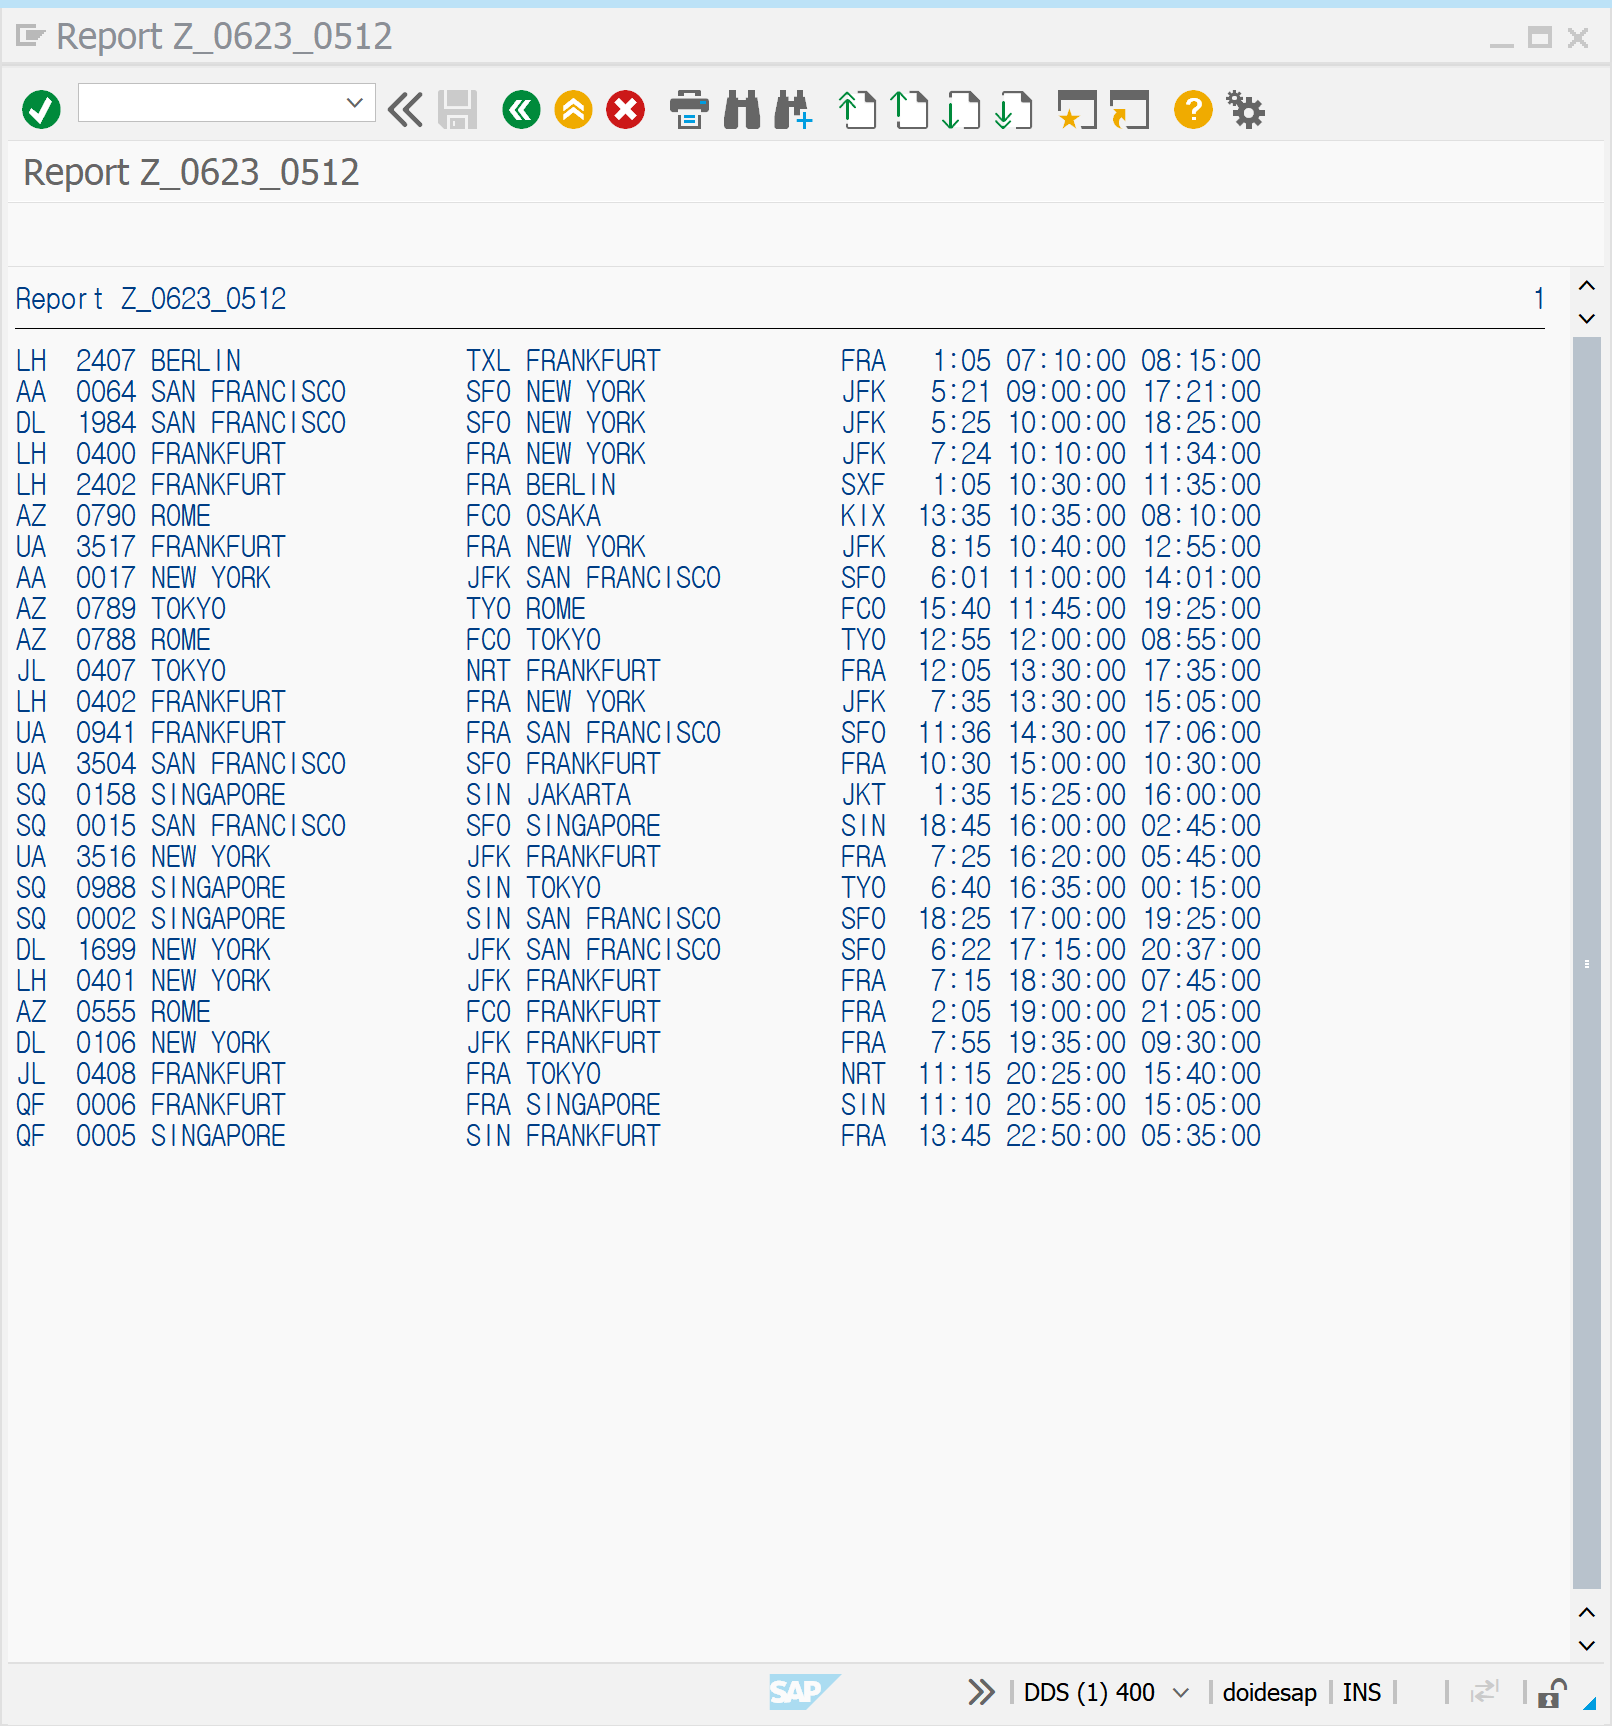 Report Z_0623_0512
Report Z_0623_0512
Report Z_0623_0512 1
LH 2407 BERLIN TXL FRANKFURT FRA 1:05 07:10:00 08:15:00
AA 0064 SAN FRANCISCO SFO NEW YORK JFK 5:21 09:00:00 17:21:00
DL 1984 SAN FRANCISCO SFO NEW YORK JFK 5:25 10:00:00 18:25:00
LH 0400 FRANKFURT FRA NEW YORK JFK 7:24 10:10:00 11:34:00
LH 2402 FRANKFURT FRA BERLIN SXF 1:05 10:30:00 11:35:00
AZ 0790 ROME FCO OSAKA KIX 13:35 10:35:00 08:10:00
UA 3517 FRANKFURT FRA NEW YORK JFK 8:15 10:40:00 12:55:00
AA 0017 NEW YORK JFK SAN FRANCISCO SFO 6:01 11:00:00 14:01:00
AZ 0789 TOKYO TYO ROME FCO 15:40 11:45:00 19:25:00
AZ 0788 ROME FCO TOKYO TYO 12:55 12:00:00 08:55:00
JL 0407 TOKYO NRT FRANKFURT FRA 12:05 13:30:00 17:35:00
LH 0402 FRANKFURT FRA NEW YORK JFK 7:35 13:30:00 15:05:00
UA 0941 FRANKFURT FRA SAN FRANCISCO SFO 11:36 14:30:00 17:06:00
UA 3504 SAN FRANCISCO SFO FRANKFURT FRA 10:30 15:00:00 10:30:00
SQ 0158 SINGAPORE SIN JAKARTA JKT 1:35 15:25:00 16:00:00
SQ 0015 SAN FRANCISCO SFO SINGAPORE SIN 18:45 16:00:00 02:45:00
UA 3516 NEW YORK JFK FRANKFURT FRA 7:25 16:20:00 05:45:00
SQ 0988 SINGAPORE SIN TOKYO TYO 6:40 16:35:00 00:15:00
SQ 0002 SINGAPORE SIN SAN FRANCISCO SFO 18:25 17:00:00 19:25:00
DL 1699 NEW YORK JFK SAN FRANCISCO SFO 6:22 17:15:00 20:37:00
LH 0401 NEW YORK JFK FRANKFURT FRA 7:15 18:30:00 07:45:00
AZ 0555 ROME FCO FRANKFURT FRA 2:05 19:00:00 21:05:00
DL 0106 NEW YORK JFK FRANKFURT FRA 7:55 19:35:00 09:30:00
JL 0408 FRANKFURT FRA TOKYO NRT 11:15 20:25:00 15:40:00
QF 0006 FRANKFURT FRA SINGAPORE SIN 11:10 20:55:00 15:05:00
QF 0005 SINGAPORE SIN FRANKFURT FRA 13:45 22:50:00 05:35:00
SAP DDS (1) 400 doidesap INS